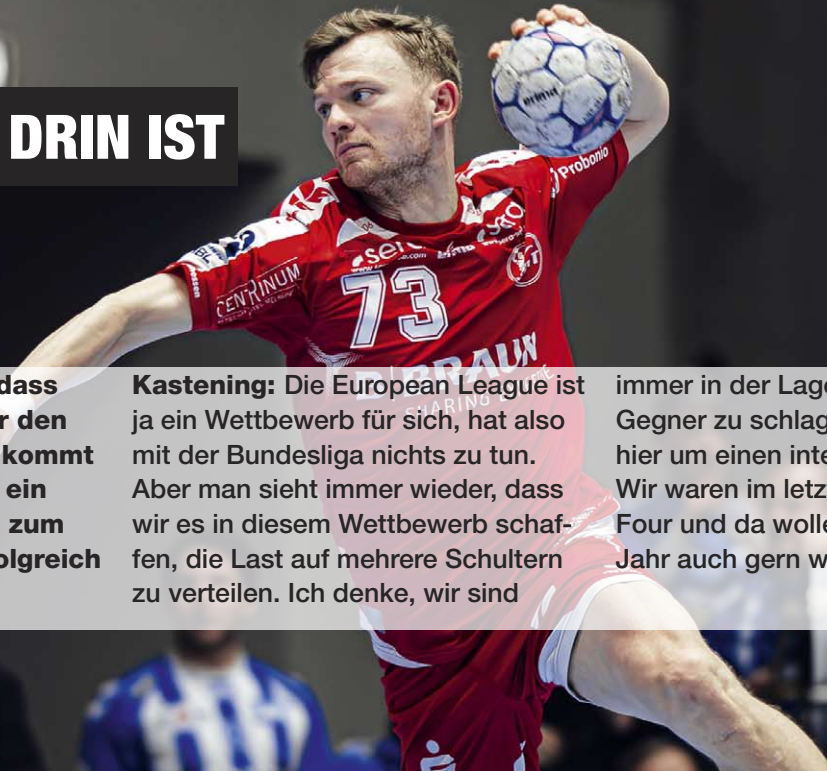 DRIN IST
Probonio
CENTRINUM
73
B|BRAUN
SHARING
dass
r den
kommt
ein
zum
olgreich
Kastening: Die European League ist
ja ein Wettbewerb für sich, hat also
mit der Bundesliga nichts zu tun.
Aber man sieht immer wieder, dass
wir es in diesem Wettbewerb schaf-
fen, die Last auf mehrere Schultern
zu verteilen. Ich denke, wir sind
immer in der Lage
Gegner zu schlag
hier um einen inte
Wir waren im letz
Four und da wolle
Jahr auch gern w